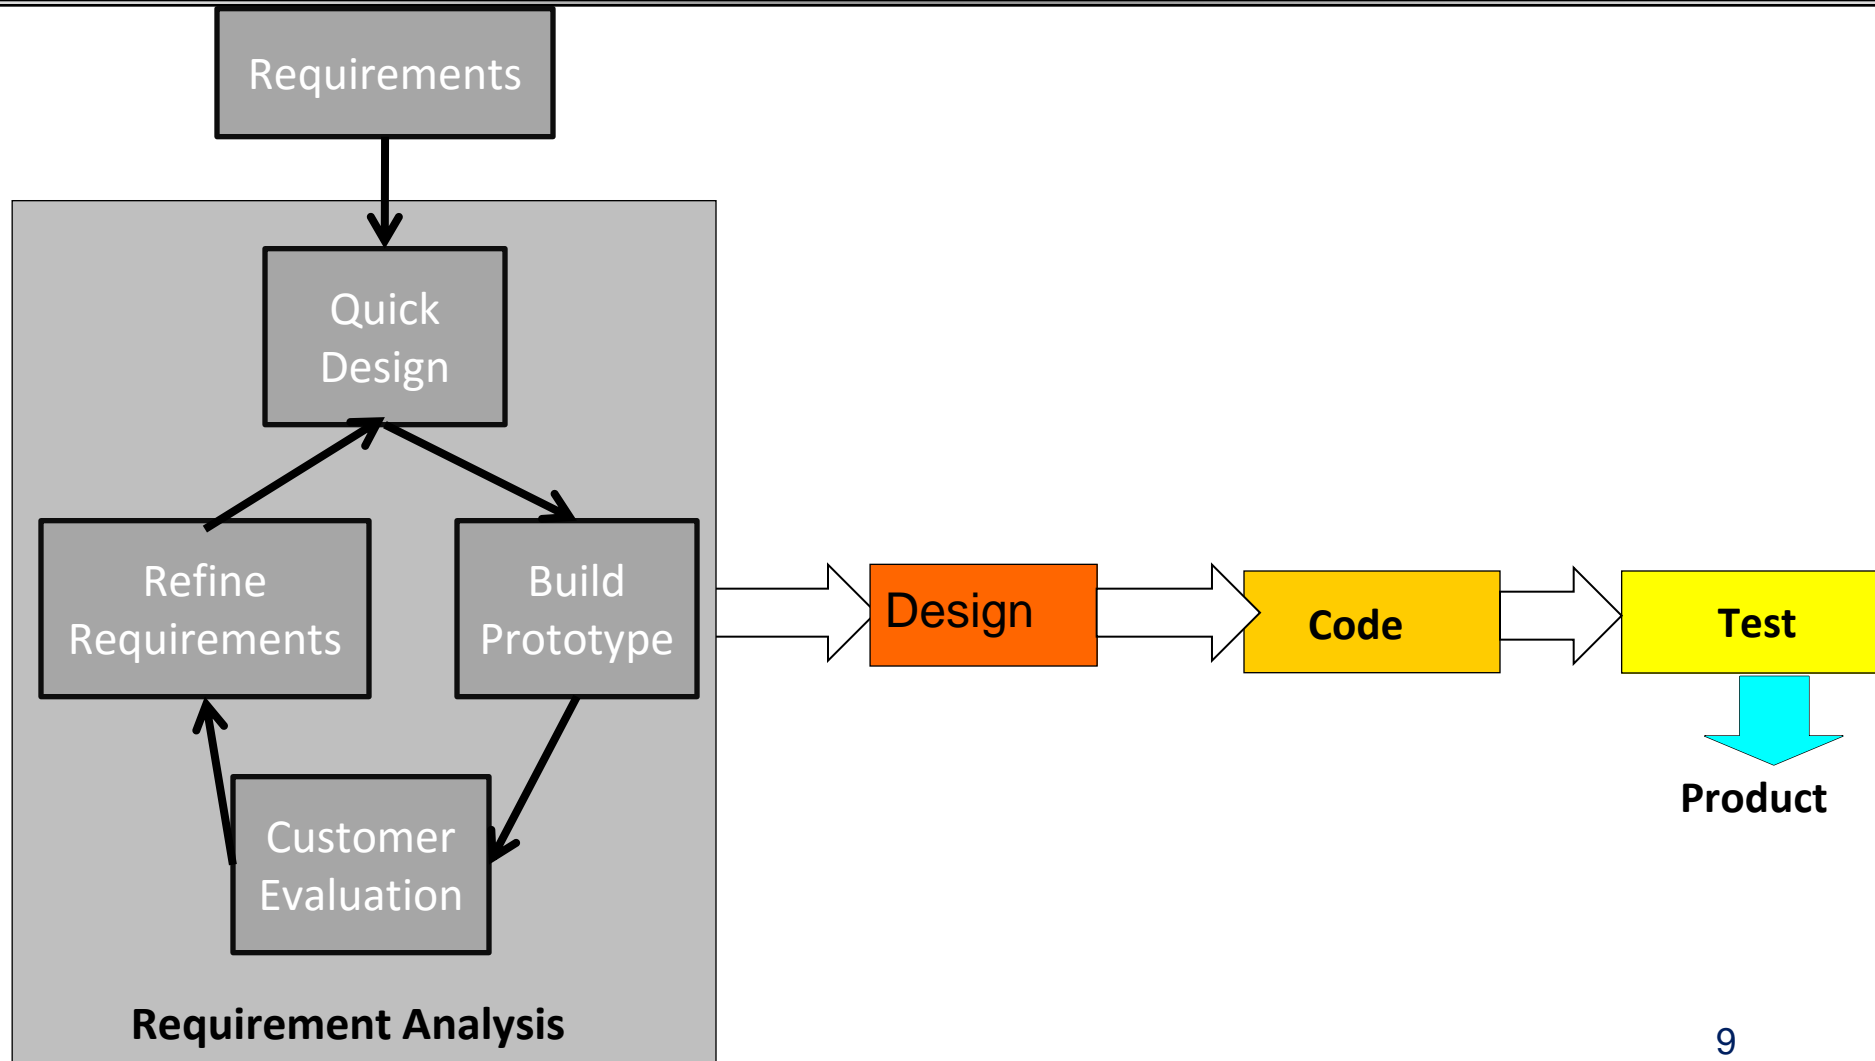 Requirements
Quick
Design
Refine
Requirements
Build
Prototype
Customer
Evaluation
Requirement Analysis
Design
Code
Test
Product
9